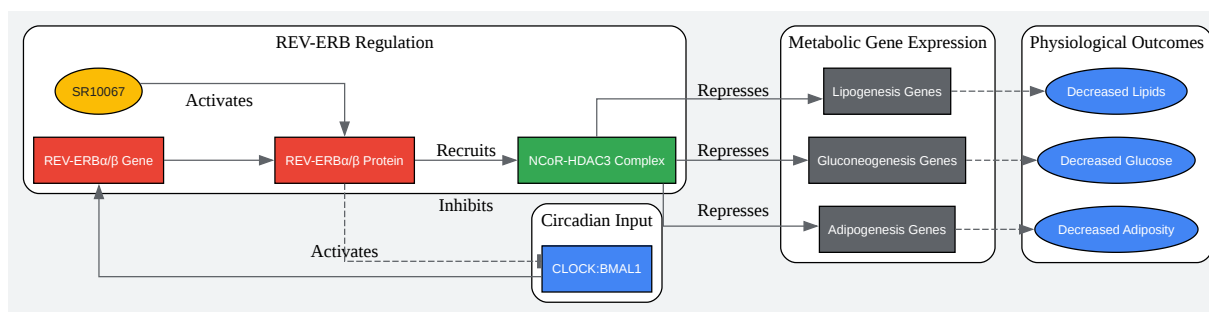 REV-ERB Regulation
SR10067
Activates
REV-ERBα/β Gene
REV-ERBα/β Protein
Recruits
NCoR-HDAC3 Complex
Inhibits
Activates
Circadian Input
CLOCK:BMAL1
Represses
Represses
Represses
Metabolic Gene Expression
Lipogenesis Genes
Gluconeogenesis Genes
Adipogenesis Genes
Physiological Outcomes
Decreased Lipids
Decreased Glucose
Decreased Adiposity